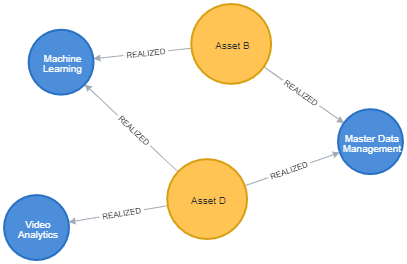 Asset B
REALIZED
Machine
Learning
REALIZED
REALIZED
Master Data
Management
REALIZED
Asset D
REALIZED
Video
Analytics